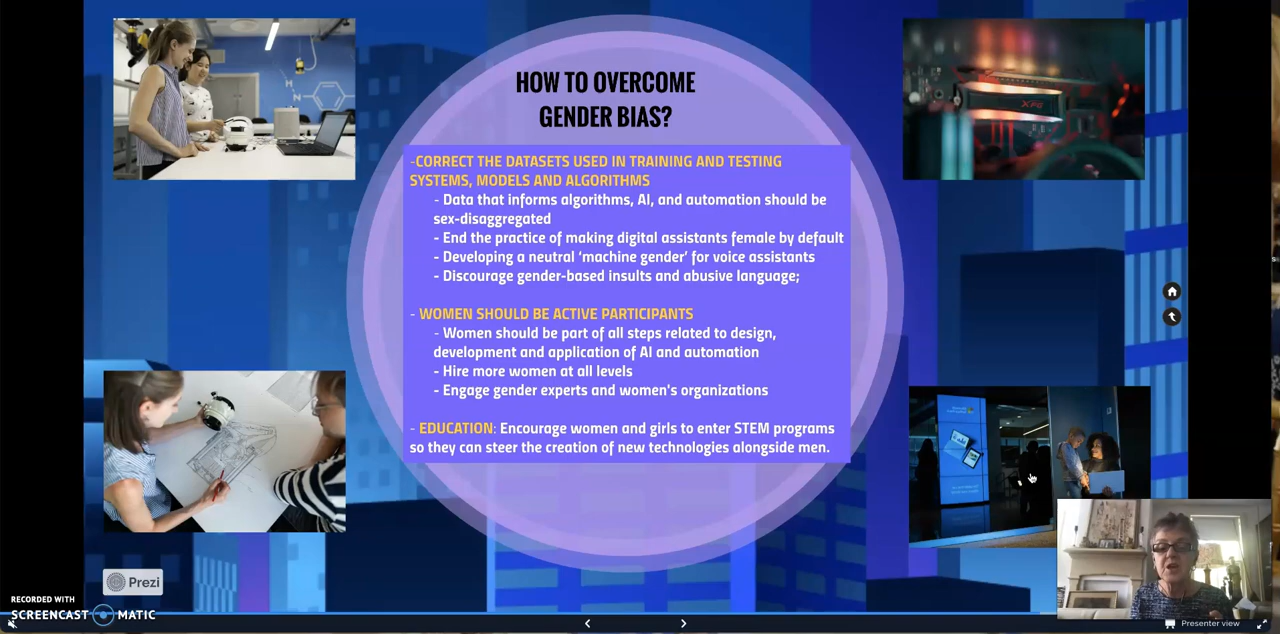 HOW TO OVERCOME
GENDER BIAS?
-CORRECT THE DATASETS USED IN TRAINING AND TESTING
SYSTEMS, MODELS AND ALGORITHMS
- Data that informs algorithms, AI, and automation should be
sex-disaggregated
- End the practice of making digital assistants female by default
- Developing a neutral ‘machine gender’ for voice assistants
- Discourage gender-based insults and abusive language;
- WOMEN SHOULD BE ACTIVE PARTICIPANTS
- Women should be part of all steps related to design,
development and application of AI and automation
- Hire more women at all levels
- Engage gender experts and women's organizations
- EDUCATION: Encourage women and girls to enter STEM programs
so they can steer the creation of new technologies alongside men.
XPG
H
N
Prezi
RECORDED WITH
SCREENCAST MATIC
Presenter view